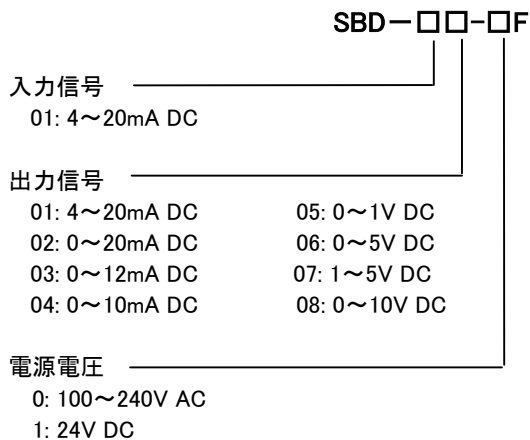 SBD-□□-□F
入力信号
01: 4~20mA DC
出力信号
01: 4~20mA DC 05: 0~1V DC
02: 0~20mA DC 06: 0~5V DC
03: 0~12mA DC 07: 1~5V DC
04: 0~10mA DC 08: 0~10V DC
電源電圧
0: 100~240V AC
1: 24V DC